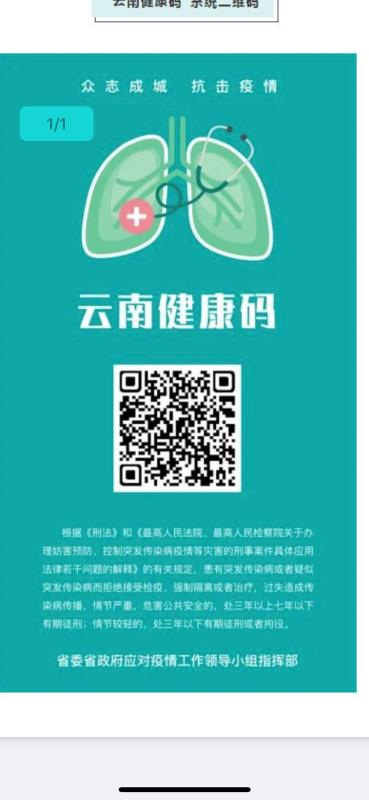 云南健康码 系统二维码
众志成城 抗击疫情
1/1
云南健康码
根据《刑法》和《最高人民法院、最高人民检察院关于办
理妨害预防、控制突发传染病疫情等灾害的刑事案件具体应用
法律若干问题的解释》的有关规定，患有突发传染病或者疑似
突发传染病而拒绝接受检疫、强制隔离或者治疗，过失造成传
染病传播，情节严重，危害公共安全的，处三年以上七年以下
有期徒刑；情节较轻的，处三年以下有期徒刑或者拘役。
省委省政府应对疫情工作领导小组指挥部